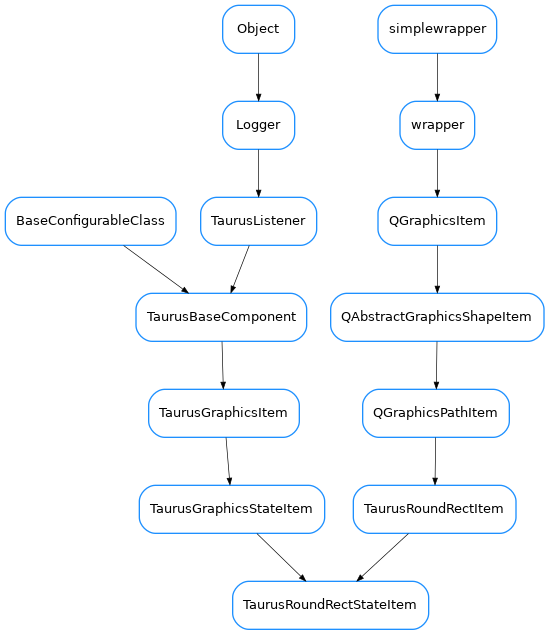 Object
simplewrapper
Logger
wrapper
BaseConfigurableClass
TaurusListener
QGraphicsItem
TaurusBaseComponent
QAbstractGraphicsShapeItem
TaurusGraphicsItem
QGraphicsPathItem
TaurusGraphicsStateItem
TaurusRoundRectItem
TaurusRoundRectStateItem